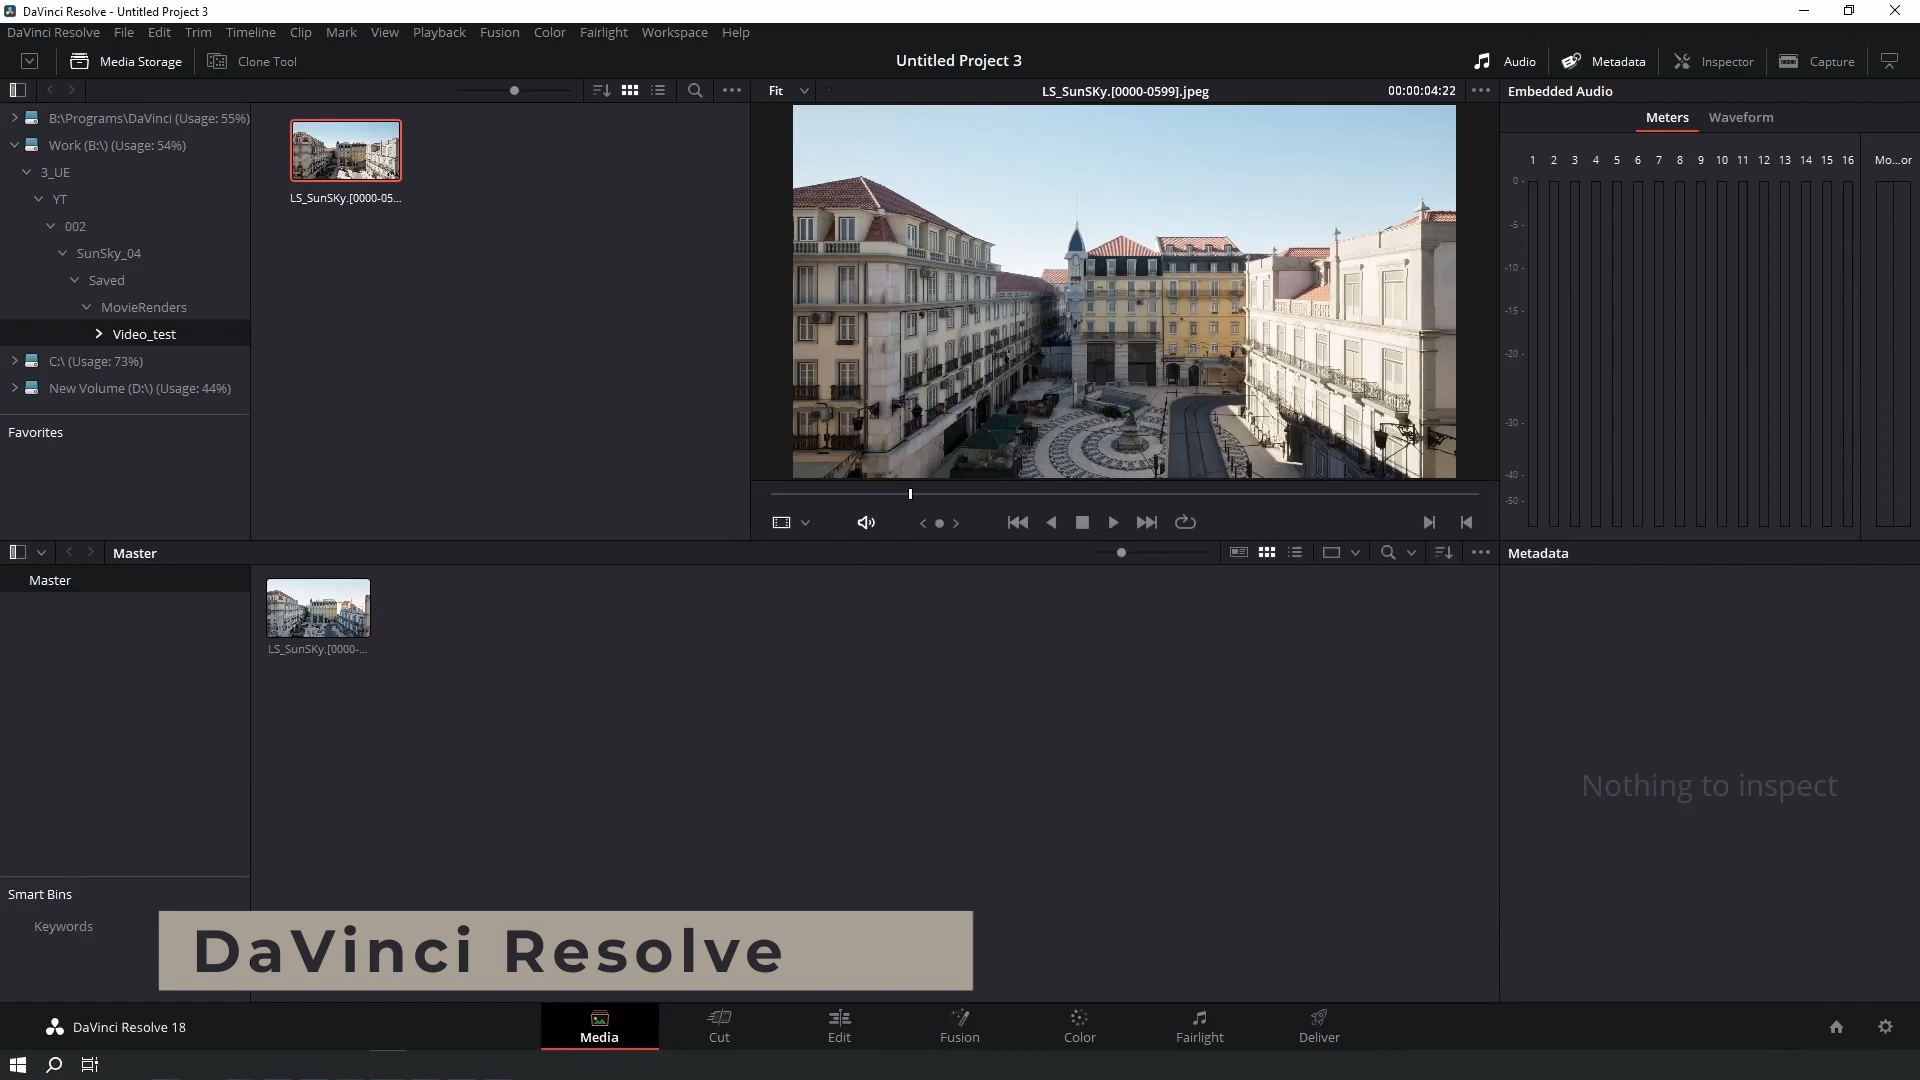 DaVinci Resolve - Untitled Project 3
DaVinci Resolve File Edit Trim Timeline Clip Mark View Playback Fusion Color Fairlight Workspace Help
Media Storage Clone Tool Untitled Project 3 Audio Metadata Inspector Capture
Fit LS_SunSKy.[0000-0599].jpeg 00:00:04:22 Embedded Audio
B:\Programs\DaVinci (Usage: 55%)
Work (B:\) (Usage: 54%)
3_UE
YT
002
SunSky_04
Saved
MovieRenders
Video_test
C:\ (Usage: 73%)
New Volume (D:\) (Usage: 44%)
Favorites
LS_SunSKy.[0000-05...
Meters Waveform
1 2 3 4 5 6 7 8 9 10 11 12 13 14 15 16 Mo...or
0
-5
-10
-15
-20
-30
-40
-50
Master Metadata
Master
LS_SunSKy.[0000-...
Nothing to inspect
Smart Bins
Keywords
DaVinci Resolve
DaVinci Resolve 18 Media Cut Edit Fusion Color Fairlight Deliver